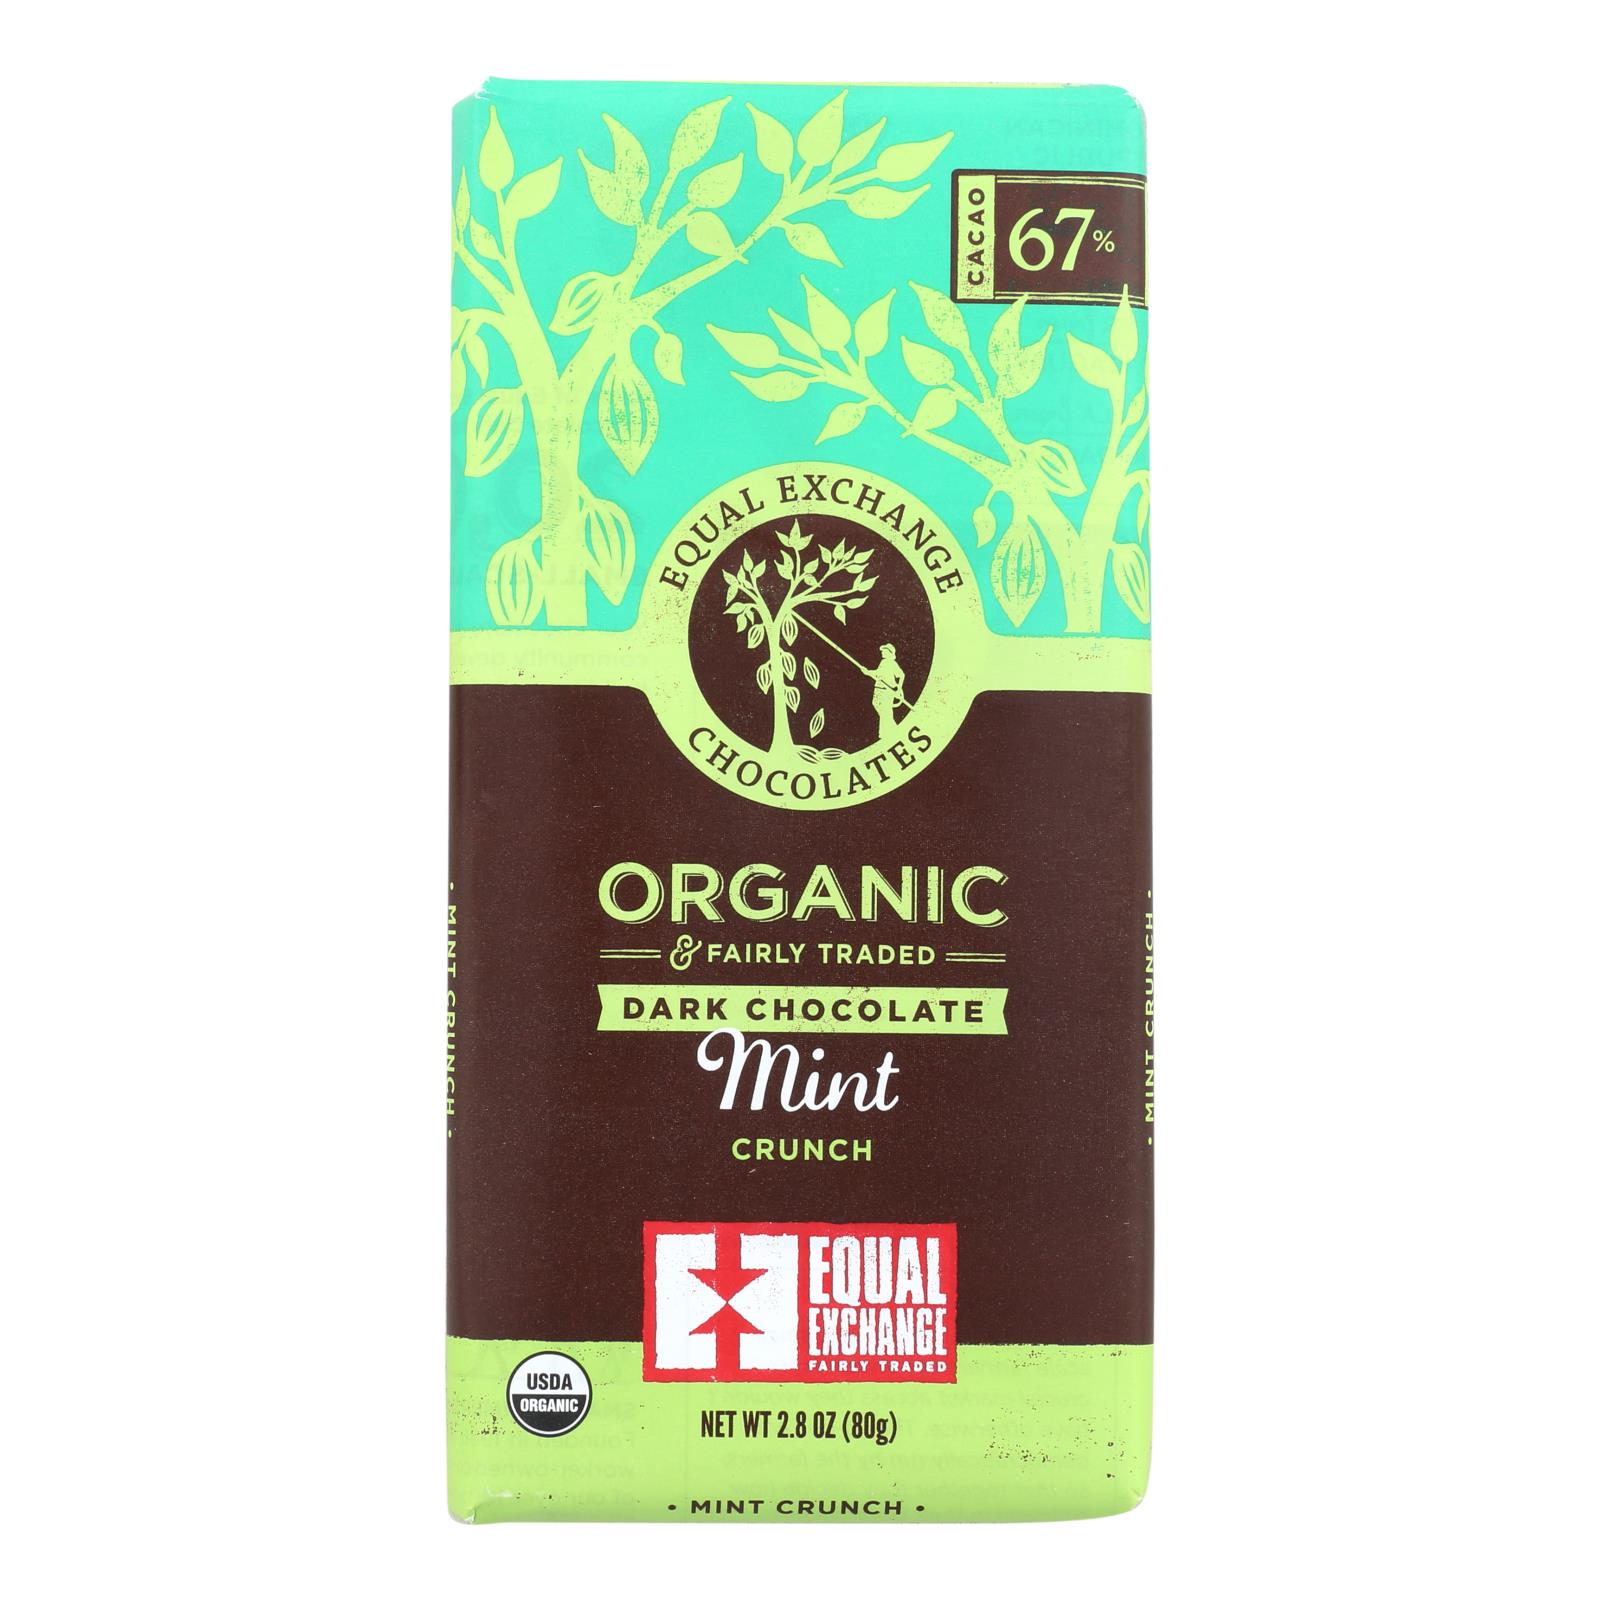 CACAO
67%
EQUAL EXCHANGE
CHOCOLATES
ORGANIC
& FAIRLY TRADED
DARK CHOCOLATE
Mint
CRUNCH
• MINT CRUNCH •
• MINT CRUNCH •
EQUAL
EXCHANGE
FAIRLY TRADED
USDA
ORGANIC
NET WT 2.8 OZ (80g)
• MINT CRUNCH •